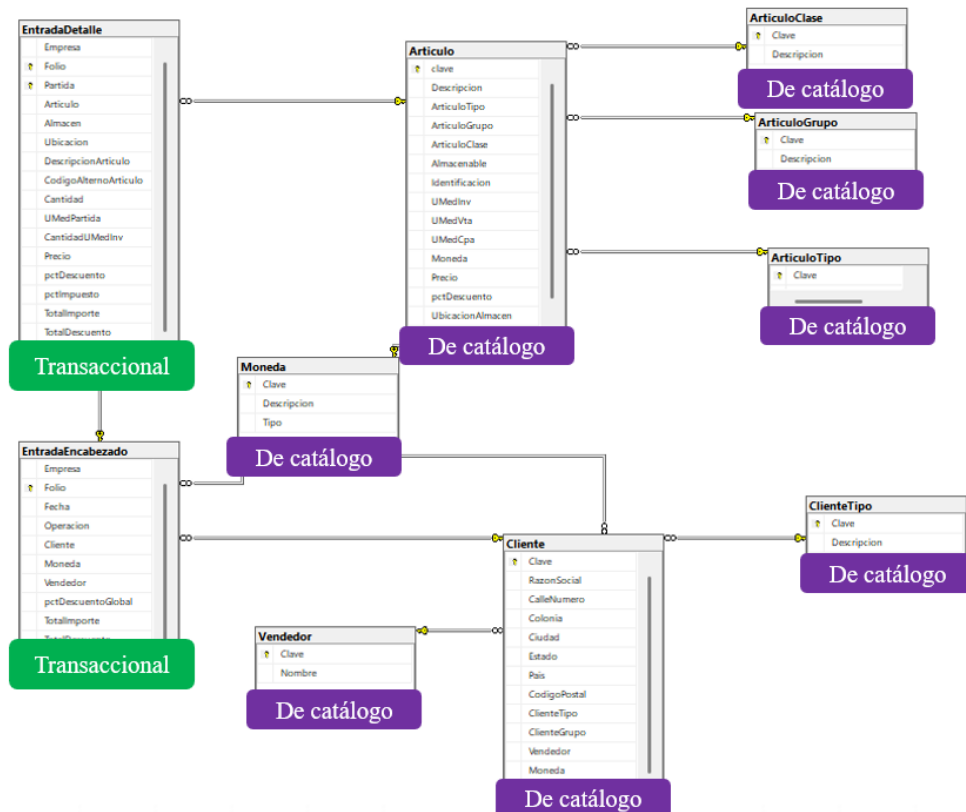 EntradaDetalle
Empresa
Folio
Partida
Articulo
Almacen
Ubicacion
DescripcionArticulo
CodigoAlternoArticulo
Cantidad
UMedPartida
CantidadUMedInv
Precio
pctDescuento
pctImpuesto
TotalImporte
TotalDescuento
Transaccional
Articulo
clave
Descripcion
ArticuloTipo
ArticuloGrupo
ArticuloClase
Almacenable
Identificacion
UMedInv
UMedVta
UMedCpa
Moneda
Precio
pctDescuento
UbicacionAlmacen
De catálogo
ArticuloClase
Clave
Descripcion
De catálogo
ArticuloGrupo
Clave
Descripcion
De catálogo
ArticuloTipo
Clave
De catálogo
Moneda
Clave
Descripcion
Tipo
De catálogo
EntradaEncabezado
Empresa
Folio
Fecha
Operacion
Cliente
Moneda
Vendedor
pctDescuentoGlobal
TotalImporte
TotalDescuento
Transaccional
Vendedor
Clave
Nombre
De catálogo
Cliente
Clave
RazonSocial
CalleNumero
Colonia
Ciudad
Estado
Pais
CodigoPostal
ClienteTipo
ClienteGrupo
Vendedor
Moneda
De catálogo
ClienteTipo
Clave
Descripcion
De catálogo